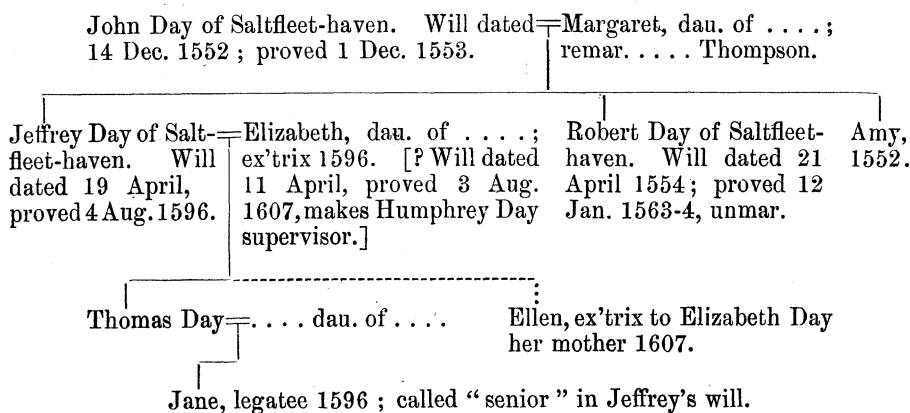 John Day of Saltfleet-haven. Will dated
14 Dec. 1552 ; proved 1 Dec. 1553.
Margaret, dau. of . . . . ;
remar. . . . . Thompson.
Jeffrey Day of Salt-
fleet-haven. Will
dated 19 April,
proved 4 Aug. 1596.
Elizabeth, dau. of . . . . ;
ex'trix 1596. [? Will dated
11 April, proved 3 Aug.
1607, makes Humphrey Day
supervisor.]
Robert Day of Saltfleet-
haven. Will dated 21
April 1554 ; proved 12
Jan. 1563-4, unmar.
Amy,
1552.
Thomas Day
. . . . dau. of . . . .
Ellen, ex'trix to Elizabeth Day
her mother 1607.
Jane, legatee 1596 ; called “ senior ” in Jeffrey's will.